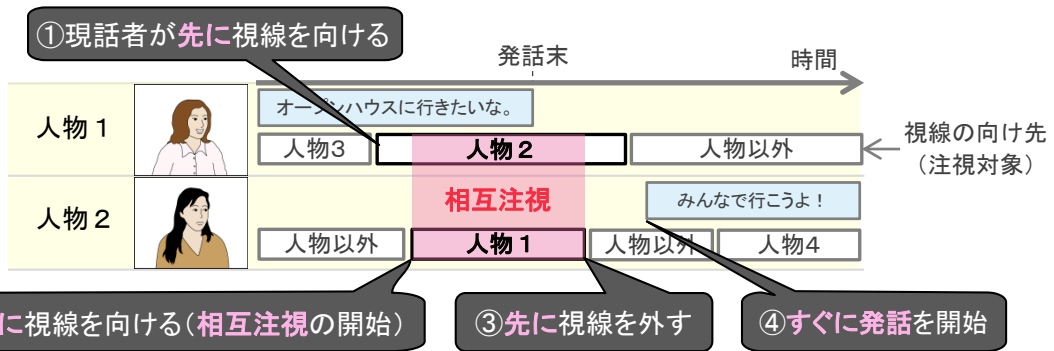 ①現話者が先に視線を向ける
発話末
時間
オープンハウスに行きたいな。
人物1
人物3
人物2
人物以外
視線の向け先
(注視対象)
相互注視
みんなで行こうよ!
人物2
人物以外
人物1
人物以外
人物4
に視線を向ける(相互注視の開始)
③先に視線を外す
④すぐに発話を開始